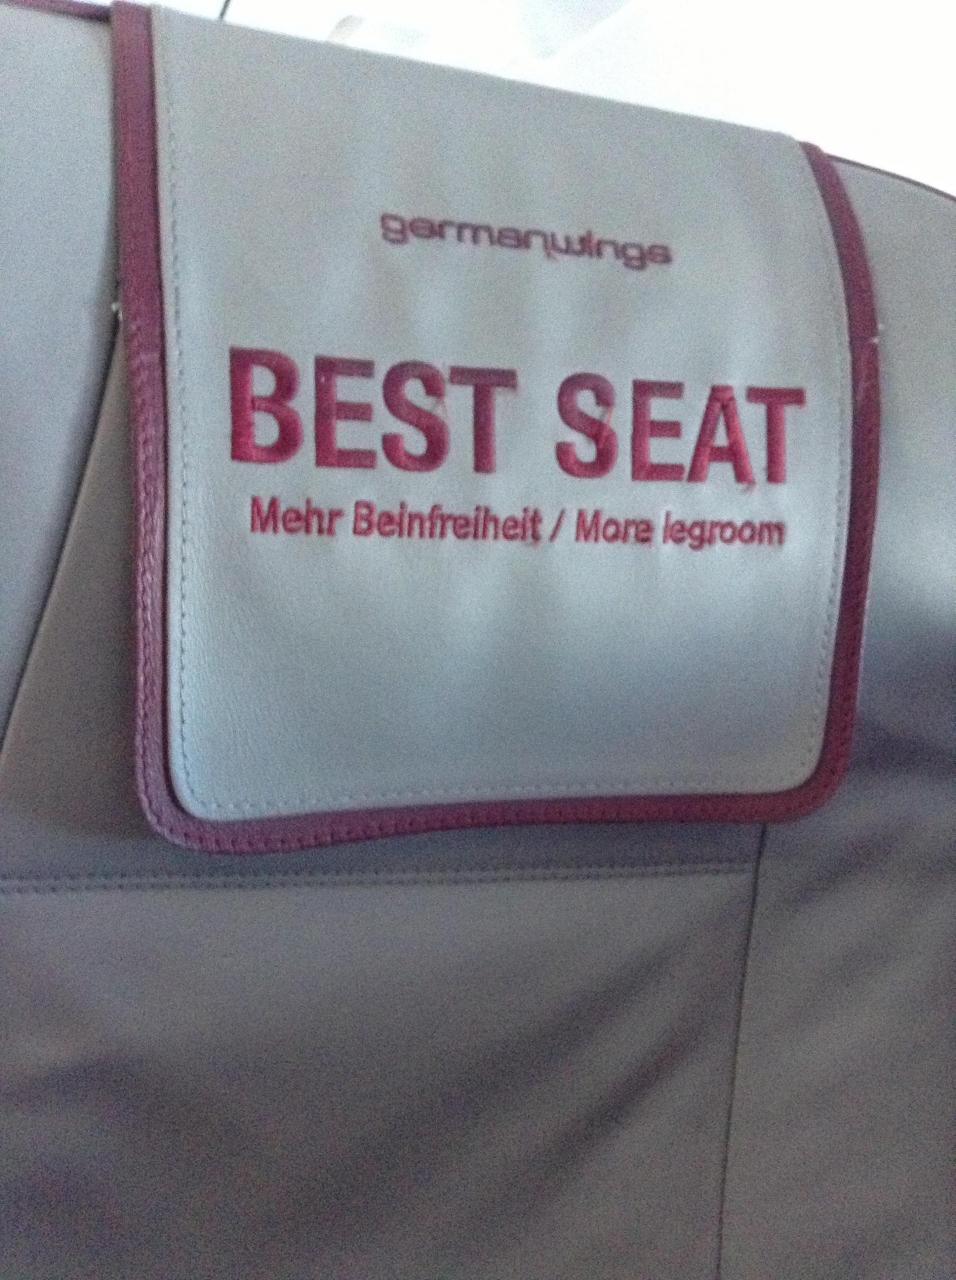 germanwings
BEST SEAT
Mehr Beinfreiheit / More legroom